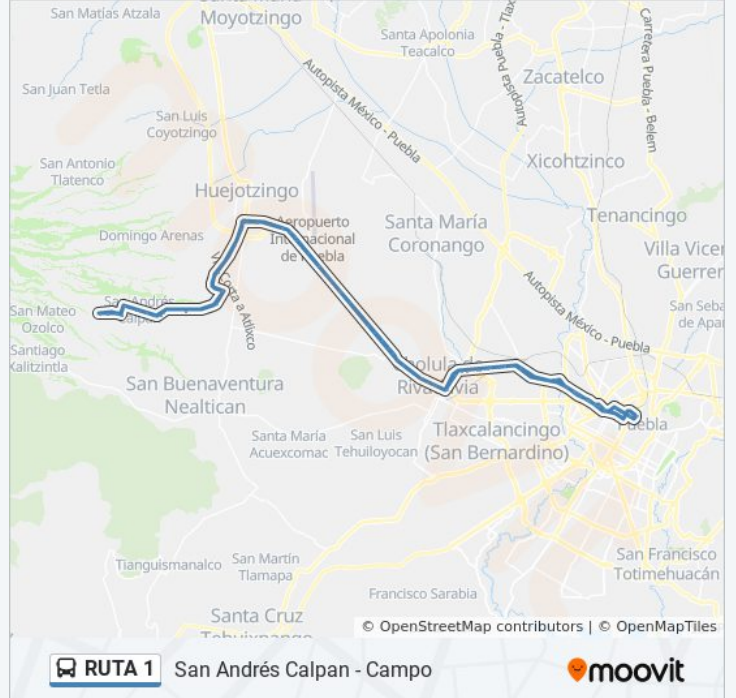 San Matías Atzala
Moyotzingo
Santa Apolonia
Teacalco
Autopista Puebla - Tlax
Carretera Puebla - Belem
Zacatelco
San Juan Tetla
Autopista México - Puebla
San Luis
Coyotzingo
San Antonio
Tlatenco
Xicohtzinco
Huejotzingo
Tenancingo
Aeropuerto
Internacional
de Puebla
Santa María
Coronango
Domingo Arenas
Villa Vicen
Guerrer
Vía Corta a Atlixco
Autopista México - Puebla
San Andrés
Calpan
San Mateo
Ozolco
San Seba
de Apar
Santiago
Xalitzintla
Cholula de
Rivadavia
San Buenaventura
Nealtican
Santa María
Acuexcomac
San Luis
Tehuiloyocan
Tlaxcalancingo
(San Bernardino)
Puebla
Tianguismanalco
San Martín
Tlamapa
San Francisco
Totimehuacán
Francisco Sarabia
Santa Cruz
© OpenStreetMap contributors | © OpenMapTiles
RUTA 1 San Andrés Calpan - Campo
moovit